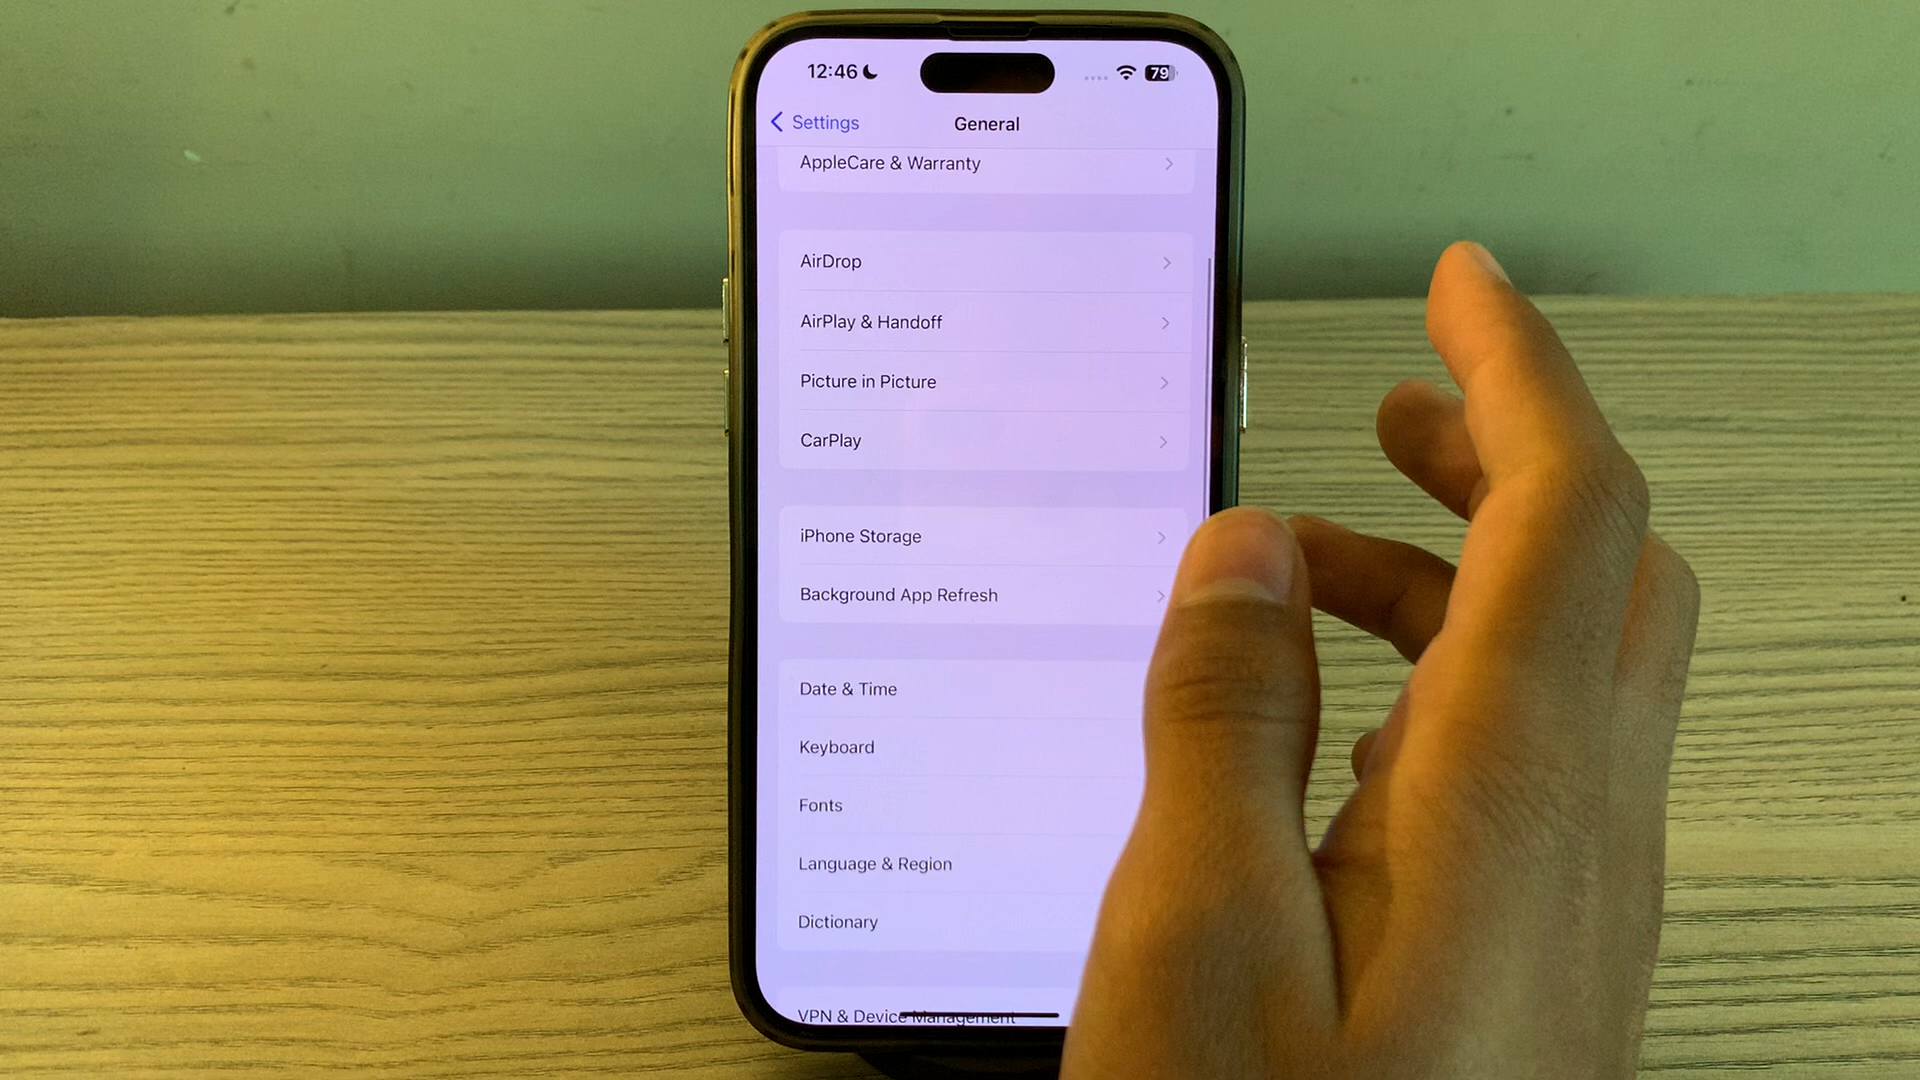 12:46
79
Settings
General
AppleCare & Warranty
AirDrop
AirPlay & Handoff
Picture in Picture
CarPlay
iPhone Storage
Background App Refresh
Date & Time
Keyboard
Fonts
Language & Region
Dictionary
VPN & Device Management